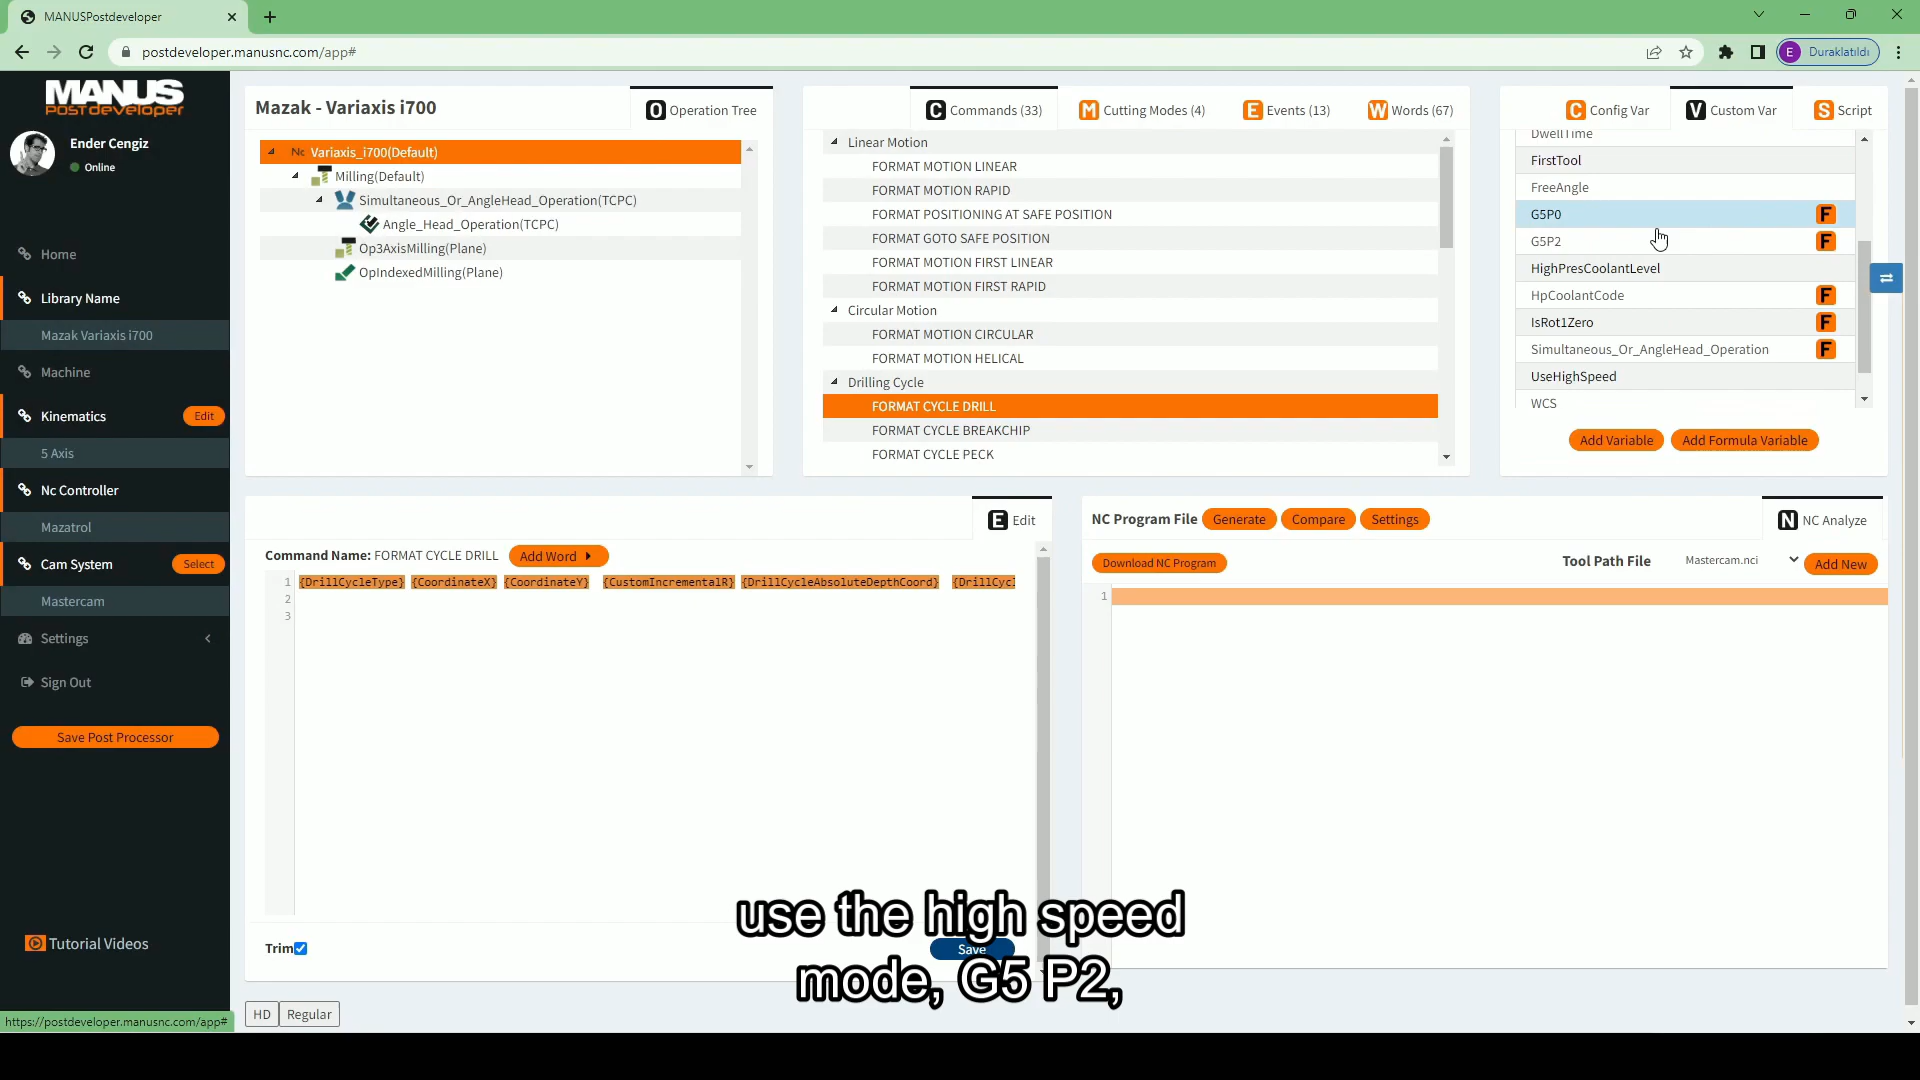 MANUSPostdeveloper
postdeveloper.manusnc.com/app#
E
Duraklatıldı
MANUS
Postdeveloper
Ender Cengiz
Online
Home
Library Name
Mazak Variaxis i700
Machine
Kinematics
Edit
5 Axis
Nc Controller
Mazatrol
Cam System
Select
Mastercam
Settings
Sign Out
Save Post Processor
Tutorial Videos
https://postdeveloper.manusnc.com/app#
Mazak - Variaxis i700
O Operation Tree
Nc Variaxis_i700(Default)
Milling(Default)
Simultaneous_Or_AngleHead_Operation(TCPC)
Angle_Head_Operation(TCPC)
Op3AxisMilling(Plane)
OpIndexedMilling(Plane)
C Commands (33)
M Cutting Modes (4)
E Events (13)
W Words (67)
Linear Motion
FORMAT MOTION LINEAR
FORMAT MOTION RAPID
FORMAT POSITIONING AT SAFE POSITION
FORMAT GOTO SAFE POSITION
FORMAT MOTION FIRST LINEAR
FORMAT MOTION FIRST RAPID
Circular Motion
FORMAT MOTION CIRCULAR
FORMAT MOTION HELICAL
Drilling Cycle
FORMAT CYCLE DRILL
FORMAT CYCLE BREAKCHIP
FORMAT CYCLE PECK
C Config Var
V Custom Var
S Script
DwellTime
FirstTool
FreeAngle
G5P0 F
G5P2 F
HighPresCoolantLevel
HpCoolantCode F
IsRot1Zero F
Simultaneous_Or_AngleHead_Operation F
UseHighSpeed
WCS
Add Variable
Add Formula Variable
E Edit
Command Name: FORMAT CYCLE DRILL
Add Word
1 {DrillCycleType} {CoordinateX} {CoordinateY} {CustomIncrementalR} {DrillCycleAbsoluteDepthCoord} {DrillCycl
2
3
Trim
Save
HD
Regular
NC Program File
Generate
Compare
Settings
N NC Analyze
Download NC Program
Tool Path File
Mastercam.nci
Add New
1
use the high speed
mode, G5 P2,